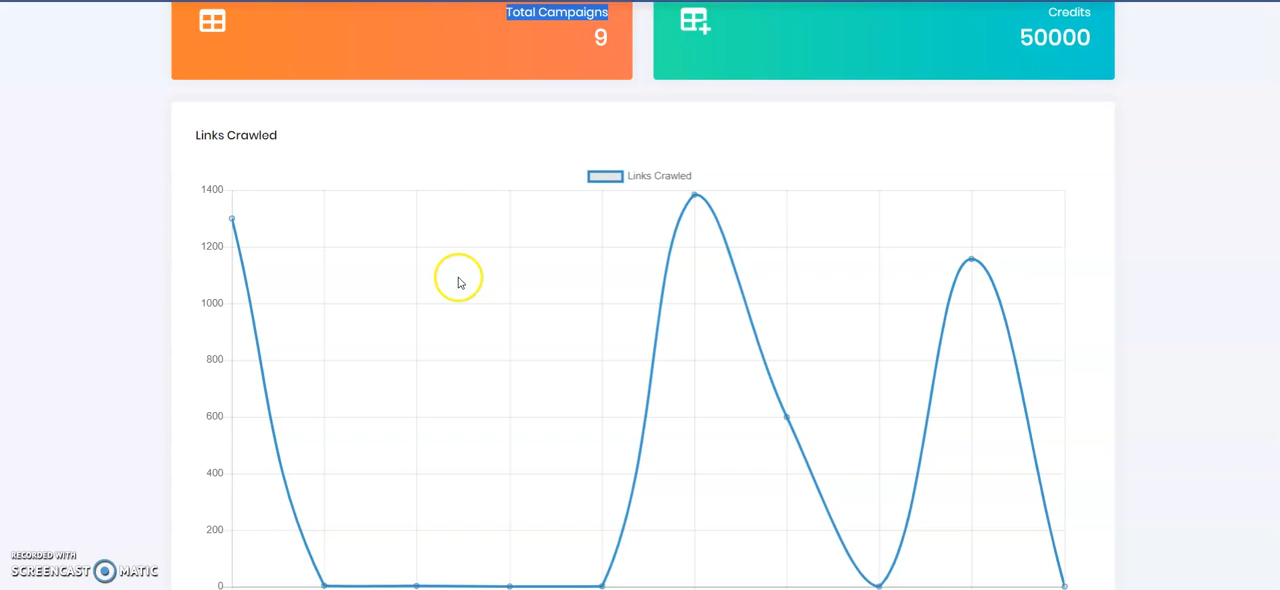 Total Campaigns
9
Credits
50000
Links Crawled
Links Crawled
1400
1200
1000
800
600
400
200
0
RECORDED WITH
SCREENCAST MATIC